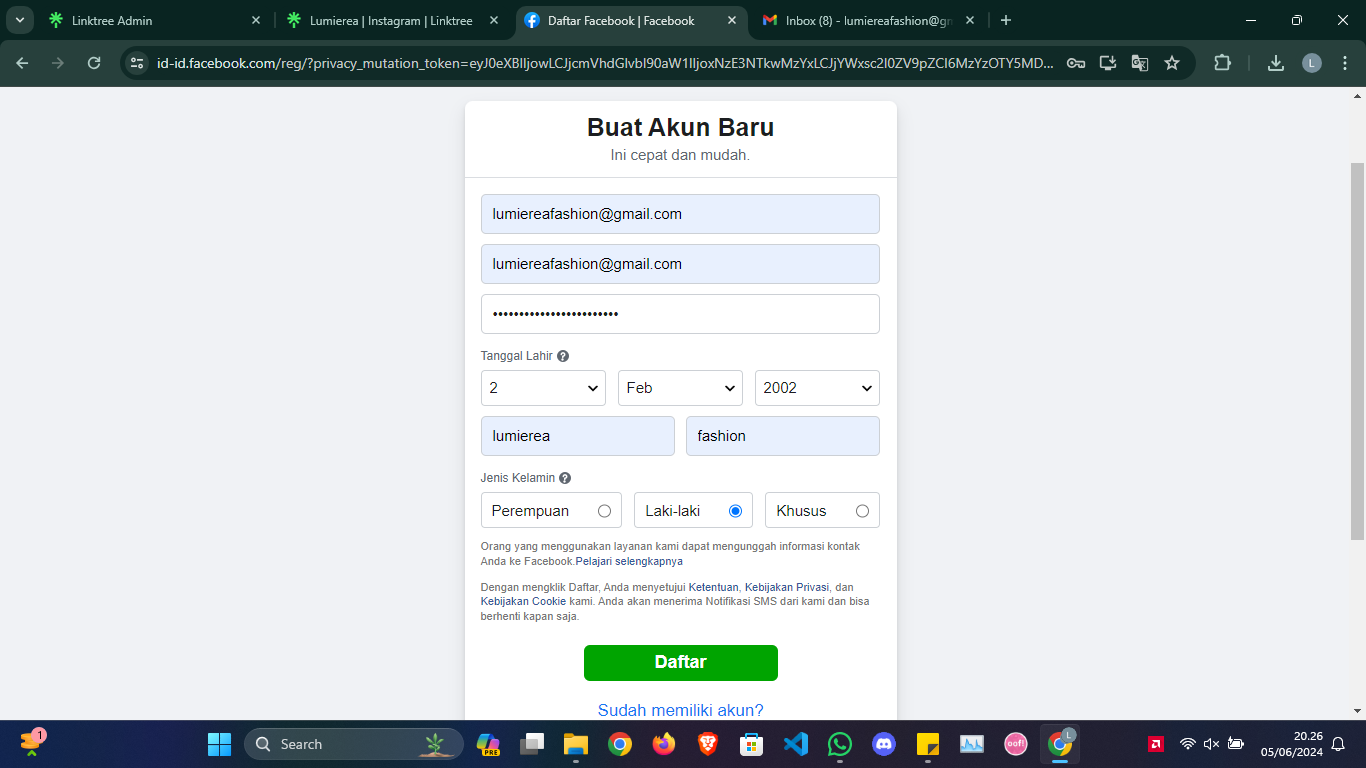 Linktree Admin
Lumierea | Instagram | Linktree
Daftar Facebook | Facebook
Inbox (8) - lumiereafashion@gm
id-id.facebook.com/reg/?privacy_mutation_token=
Buat Akun Baru
Ini cepat dan mudah.
lumiereafashion@gmail.com
lumiereafashion@gmail.com
••••••••••••••••••••••••
Tanggal Lahir ?
2 Feb 2002
lumierea fashion
Jenis Kelamin ?
Perempuan Laki-laki Khusus
Orang yang menggunakan layanan kami dapat mengunggah informasi kontak
Anda ke Facebook.Pelajari selengkapnya
Dengan mengklik Daftar, Anda menyetujui Ketentuan, Kebijakan Privasi, dan
Kebijakan Cookie kami. Anda akan menerima Notifikasi SMS dari kami dan bisa
berhenti kapan saja.
Daftar
Sudah memiliki akun?
1
Search
PRE
oof!
L
20.26
05/06/2024